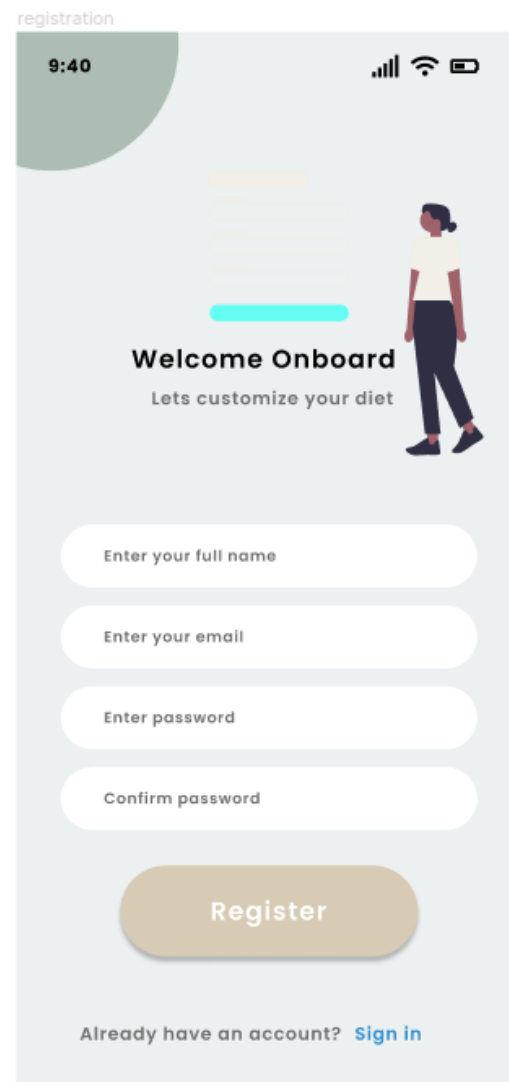 registration
9:40
Welcome Onboard
Lets customize your diet
Enter your full name
Enter your email
Enter password
Confirm password
Register
Already have an account? Sign in